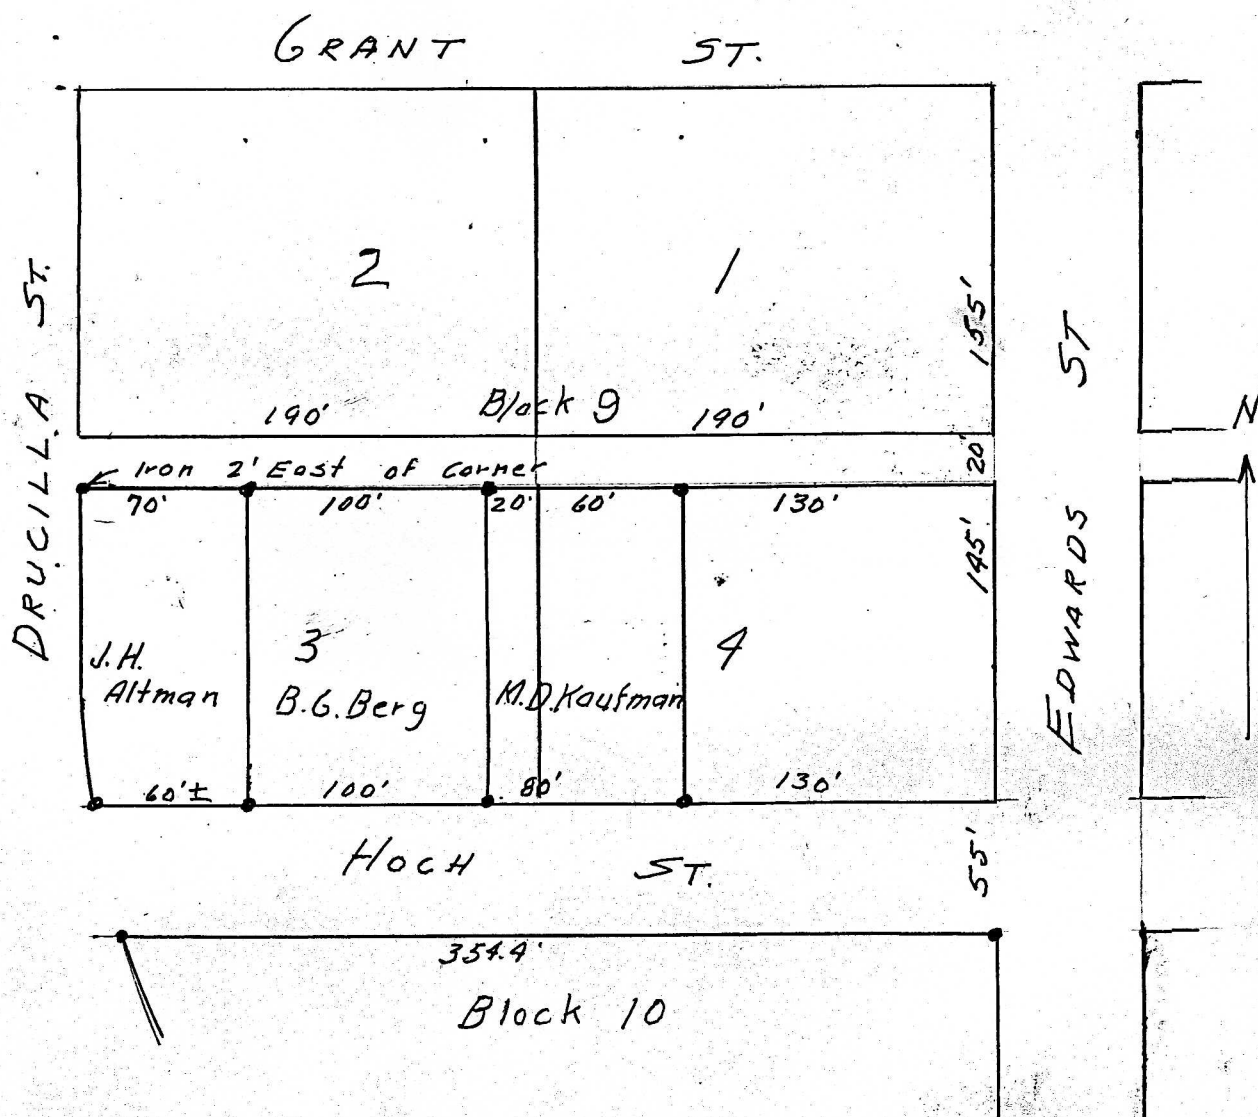 GRANT ST.
DRUCILLA ST.
2
1
155'
190'
Block 9
190'
20'
EDWARDS ST
N
Iron 2' East of Corner
70'
100'
20'
60'
130'
145'
J.H.
Altman
3
B.G.Berg
M.D.Kaufman
4
60'±
100'
80'
130'
HOCH ST.
55'
354.4'
Block 10